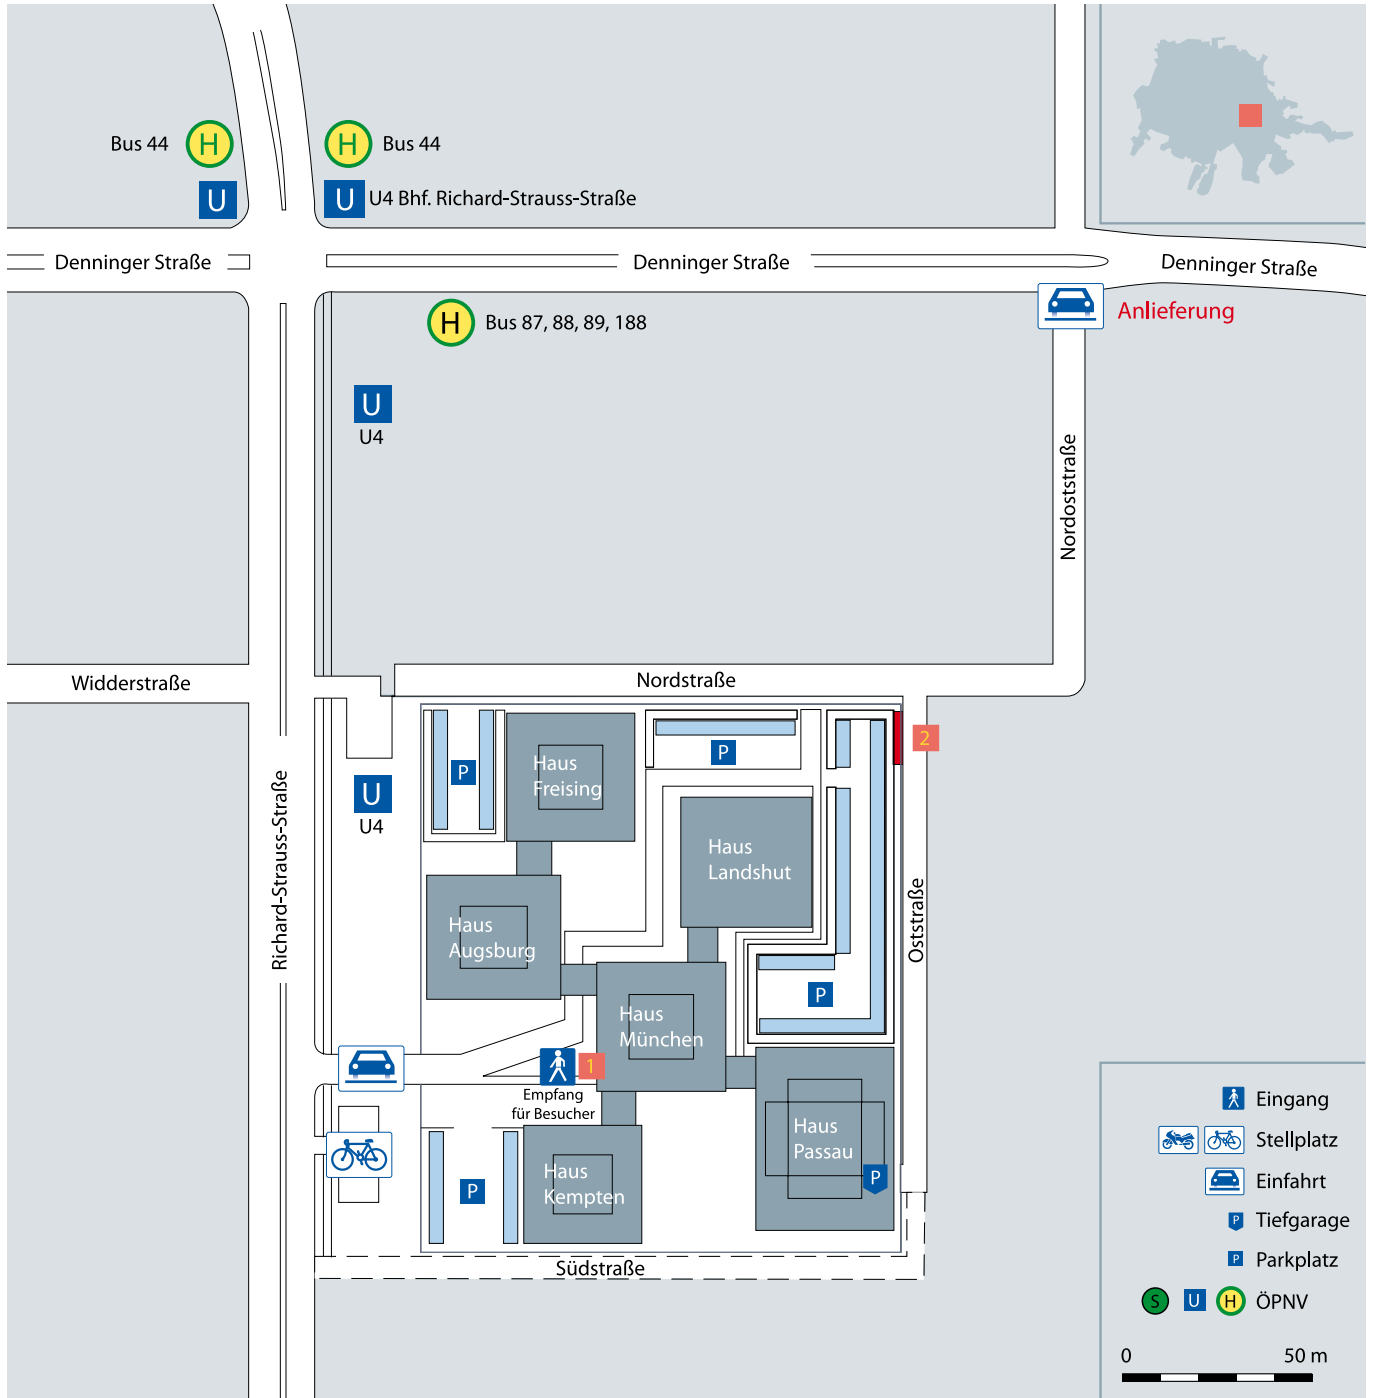 Bus 44
H
H
Bus 44
U
U
U4 Bhf. Richard-Strauss-Straße
Denninger Straße
Denninger Straße
Denninger Straße
Anlieferung
H
Bus 87, 88, 89, 188
U
U4
Nordoststraße
Widderstraße
Nordstraße
Richard-Strauss-Straße
U
U4
P
Haus
Freising
P
2
Haus
Landshut
Oststraße
Haus
Augsburg
P
Haus
München
1
Empfang
für Besucher
Haus
Passau
P
P
Haus
Kempten
Südstraße
Eingang
Stellplatz
Einfahrt
P Tiefgarage
P Parkplatz
S U H ÖPNV
0 50 m